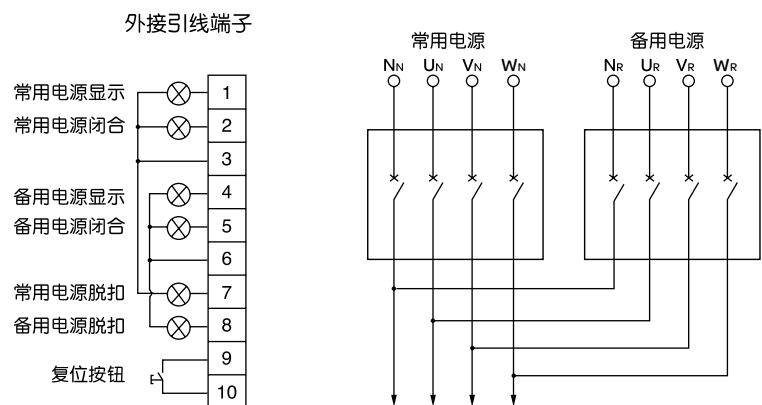 外接引线端子
常用电源显示 1
常用电源闭合 2
3
备用电源显示 4
备用电源闭合 5
6
常用电源脱扣 7
备用电源脱扣 8
9
复位按钮
10
常用电源
NN UN VN WN
备用电源
NR UR VR WR